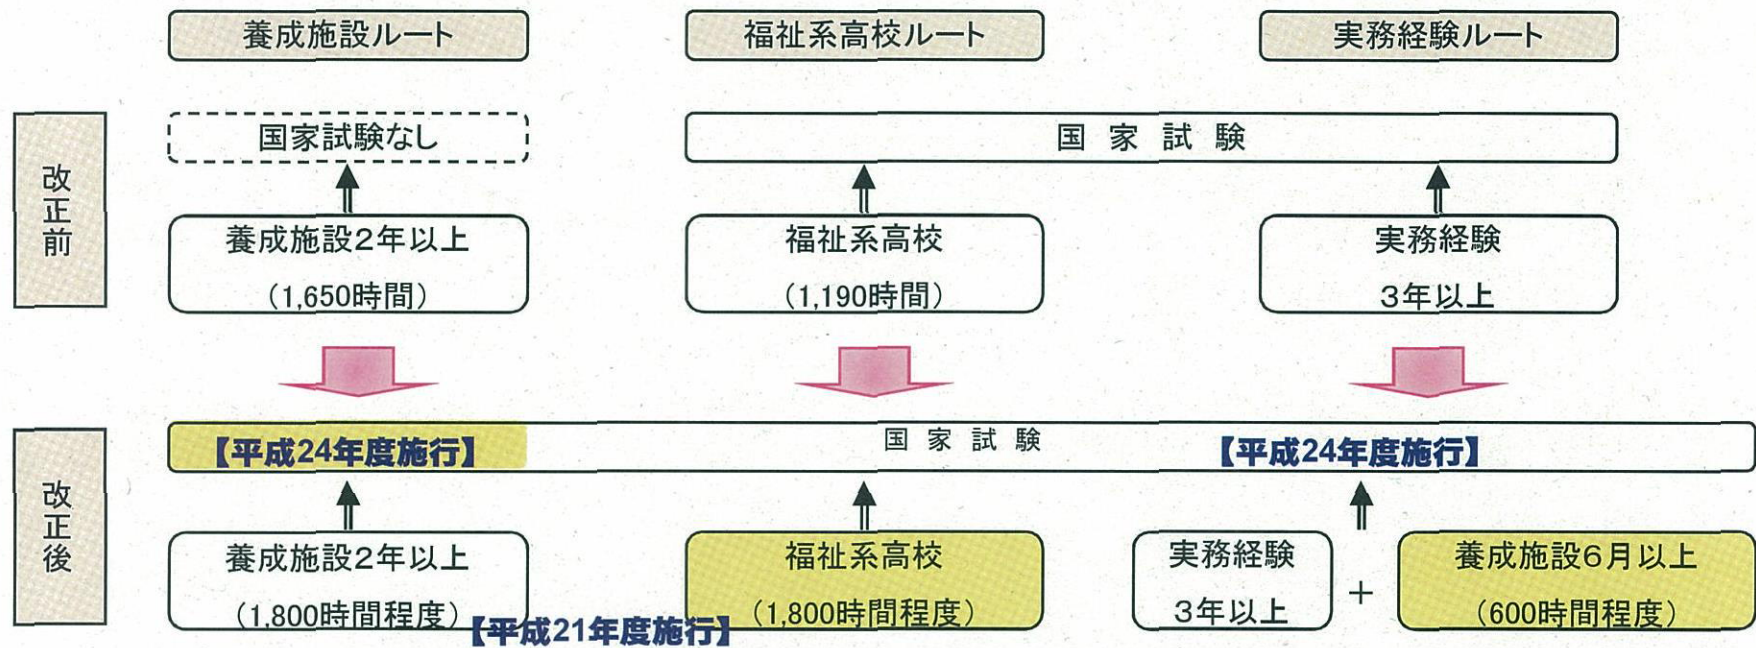 養成施設ルート
福祉系高校ルート
実務経験ルート
改正前
国家試験なし
国家試験
養成施設2年以上
(1,650時間)
福祉系高校
(1,190時間)
実務経験
3年以上
改正後
【平成24年度施行】
国家試験
【平成24年度施行】
養成施設2年以上
(1,800時間程度)
【平成21年度施行】
福祉系高校
(1,800時間程度)
実務経験
3年以上
+
養成施設6月以上
(600時間程度)